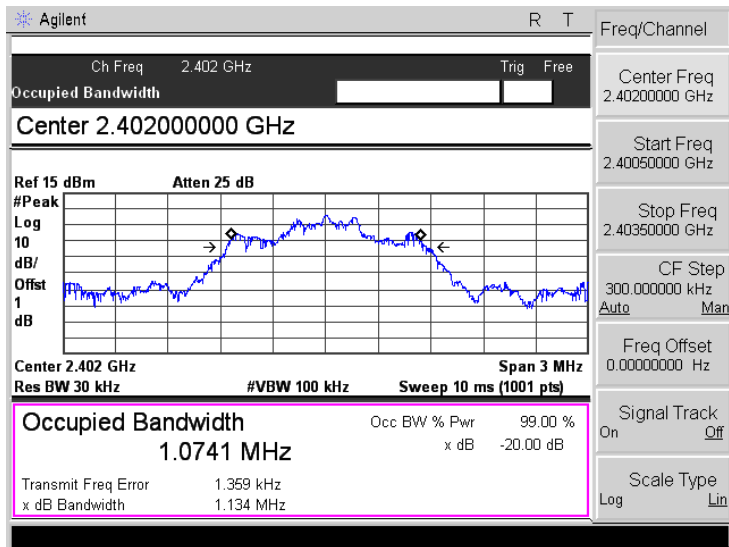 Agilent R T
Ch Freq 2.402 GHz Trig Free
Occupied Bandwidth
Center 2.402000000 GHz
Ref 15 dBm Atten 25 dB
#Peak
Log
10
dB/
Offst
1
dB
Center 2.402 GHz Span 3 MHz
Res BW 30 kHz #VBW 100 kHz Sweep 10 ms (1001 pts)
Occupied Bandwidth
1.0741 MHz
Occ BW % Pwr 99.00 %
x dB -20.00 dB
Transmit Freq Error 1.359 kHz
x dB Bandwidth 1.134 MHz
Freq/Channel
Center Freq
2.40200000 GHz
Start Freq
2.40050000 GHz
Stop Freq
2.40350000 GHz
CF Step
300.000000 kHz
Auto Man
Freq Offset
0.00000000 Hz
Signal Track
On Off
Scale Type
Log Lin